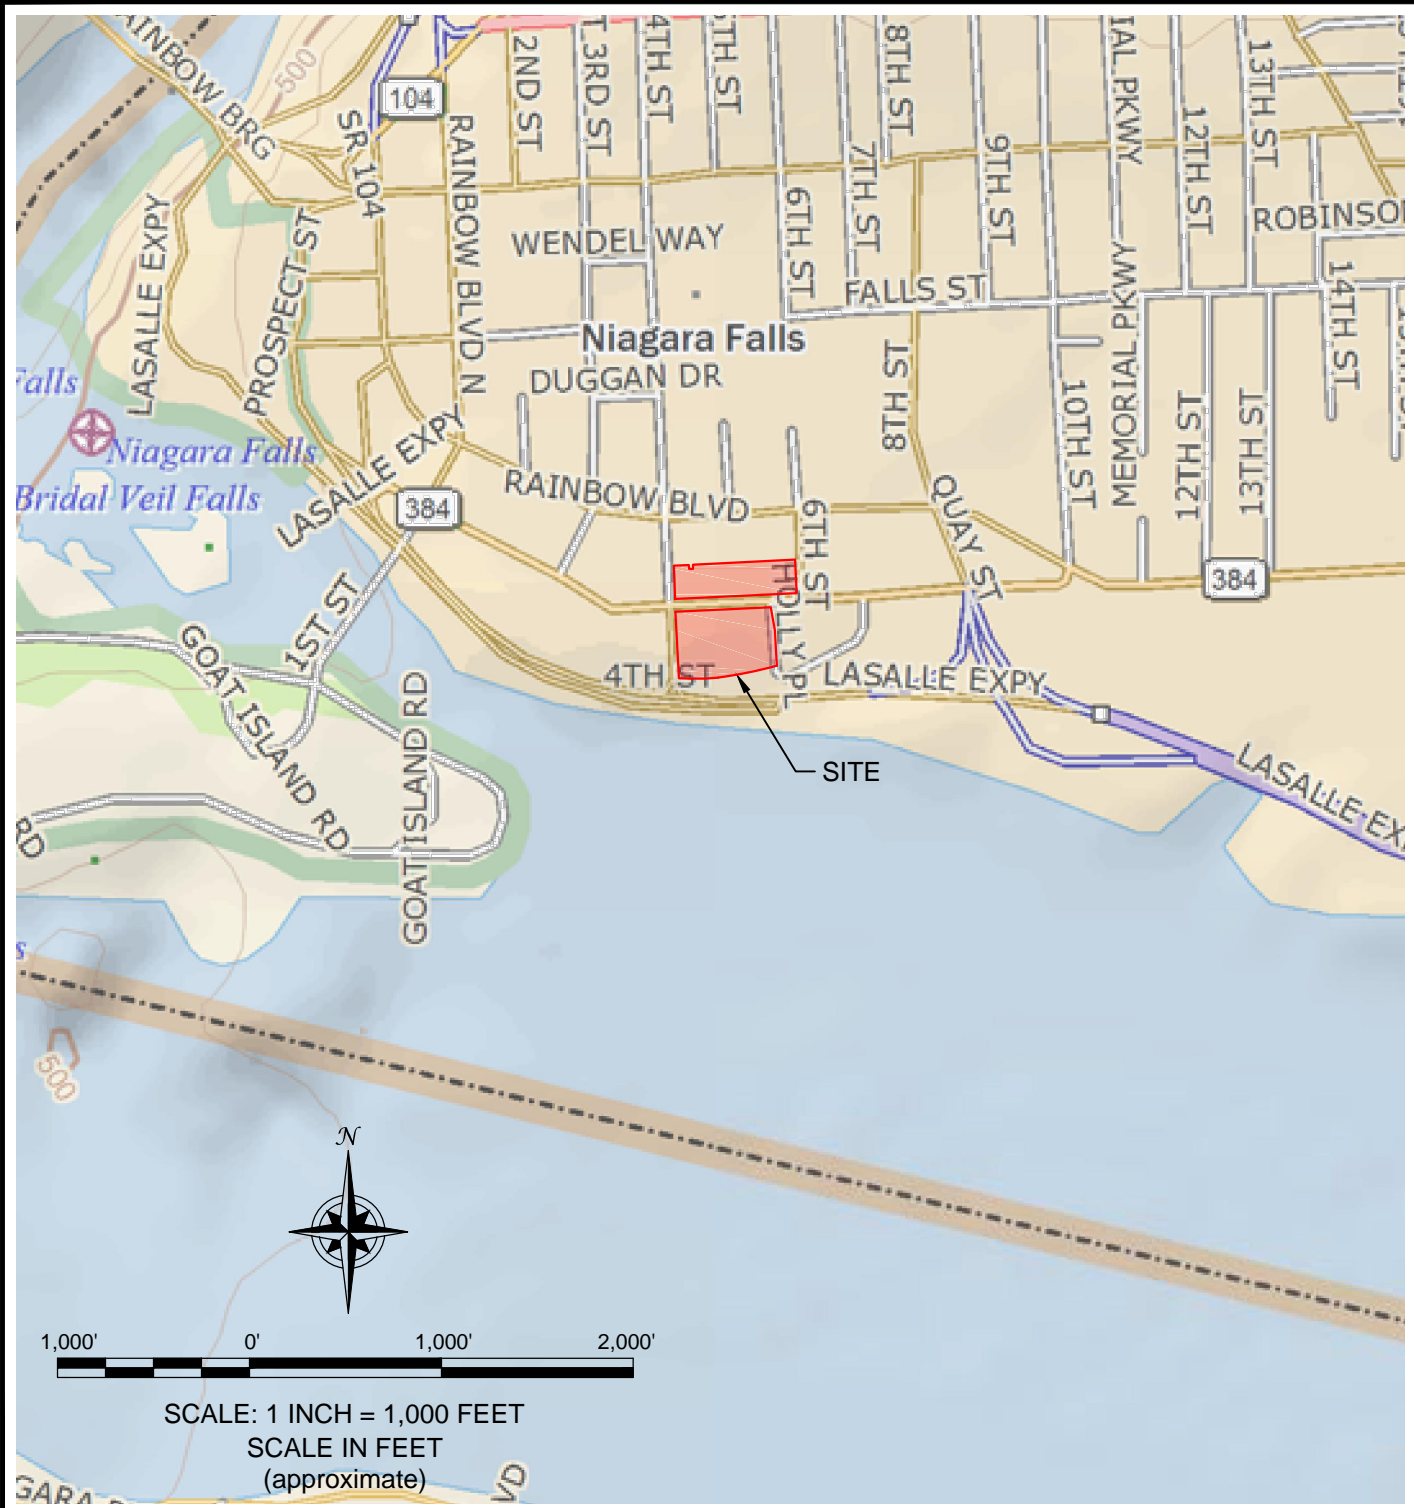 RAINBOW BRG
500
104
SR 104
RAINBOW BLVD N
2ND ST
3RD ST
4TH ST
5TH ST
8TH ST
7TH ST
6TH ST
9TH ST
IAL PKWY
12TH ST
13TH ST
ROBINSO
LASALLE EXPY
PROSPECT ST
WENDEL WAY
FALLS ST
MEMORIAL PKWY
14TH ST
Niagara Falls
DUGGAN DR
8TH ST
10TH ST
12TH ST
13TH ST
Falls
Niagara Falls
Bridal Veil Falls
LASALLE EXPY
384
RAINBOW BLVD
6TH ST
QUAY ST
384
HOLLY PL
1ST ST
GOAT ISLAND RD
GOAT ISLAND RD
4TH ST
LASALLE EXPY
SITE
LASALLE EX
RD
s
500
N
1,000' 0' 1,000' 2,000'
SCALE: 1 INCH = 1,000 FEET
SCALE IN FEET
(approximate)
VD